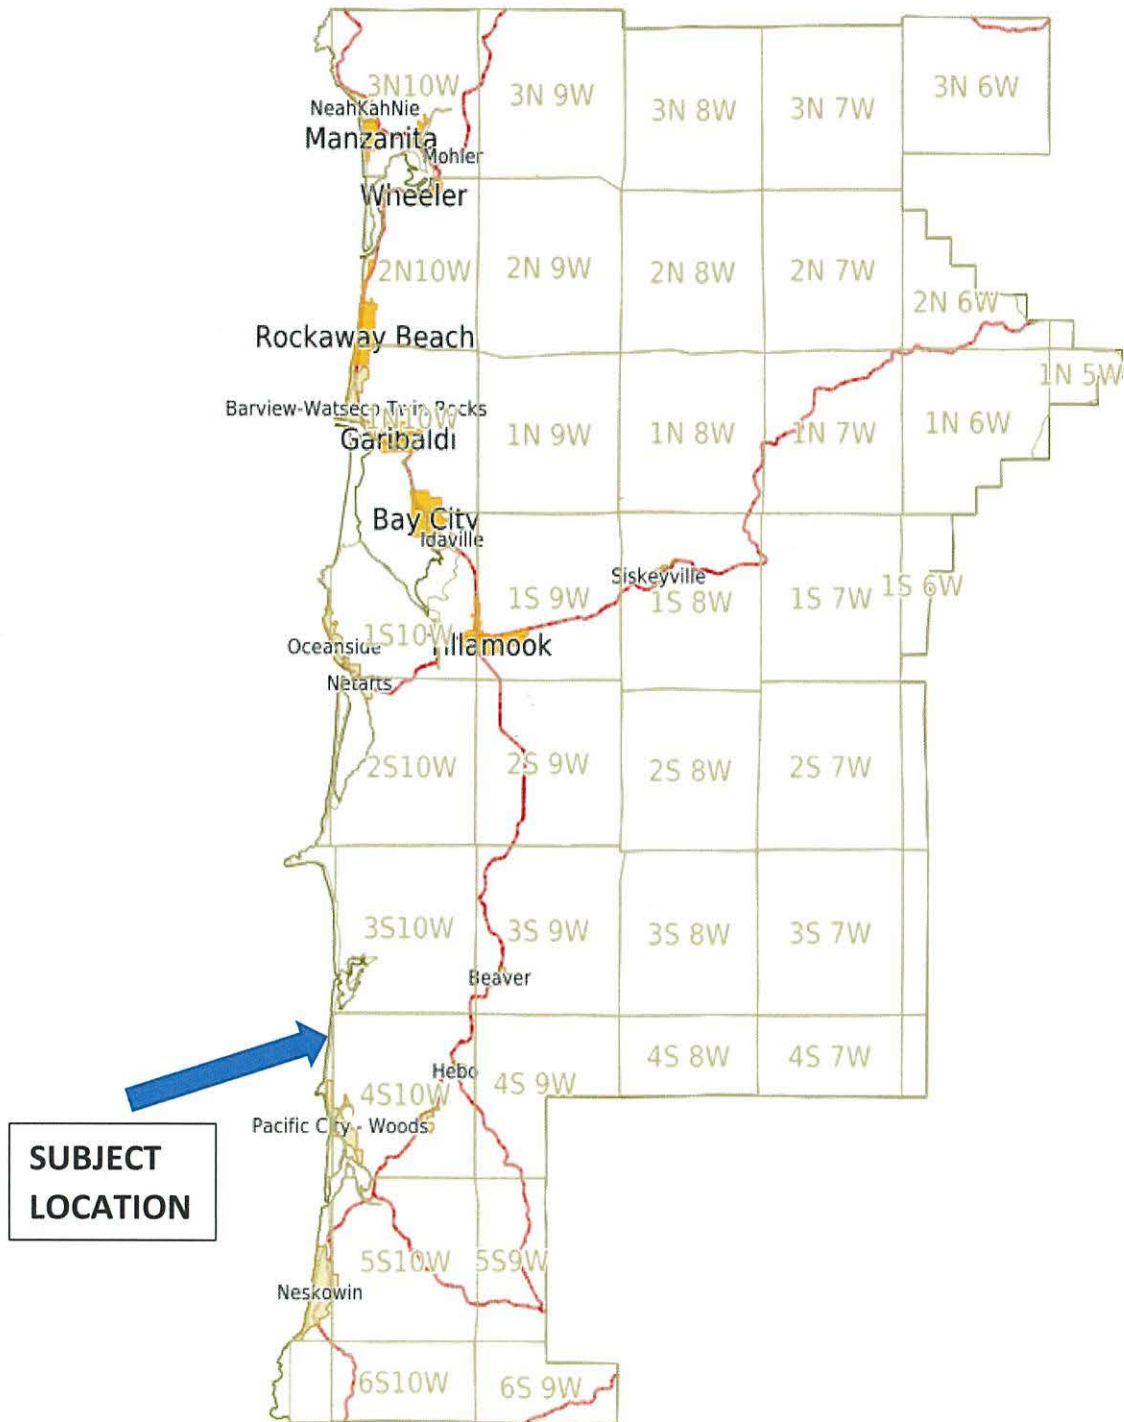 3N10W
3N 9W
3N 8W
3N 7W
3N 6W
NeahKahNie
Manzanita
Mohler
Wheeler
2N10W
2N 9W
2N 8W
2N 7W
2N 6W
Rockaway Beach
1N 5W
Barview-Watseco Twin Rocks
1N10W
1N 9W
1N 8W
1N 7W
1N 6W
Garibaldi
Bay City
Idaville
Siskeyville
1S 9W
1S 8W
1S 7W
1S 6W
1S10W
Tillamook
Oceanside
Netarts
2S10W
2S 9W
2S 8W
2S 7W
3S10W
3S 9W
3S 8W
3S 7W
Beaver
4S 8W
4S 7W
Hebo
4S10W
4S 9W
Pacific City - Woods
SUBJECT
LOCATION
5S10W
5S9W
Neskowin
6S10W
6S 9W